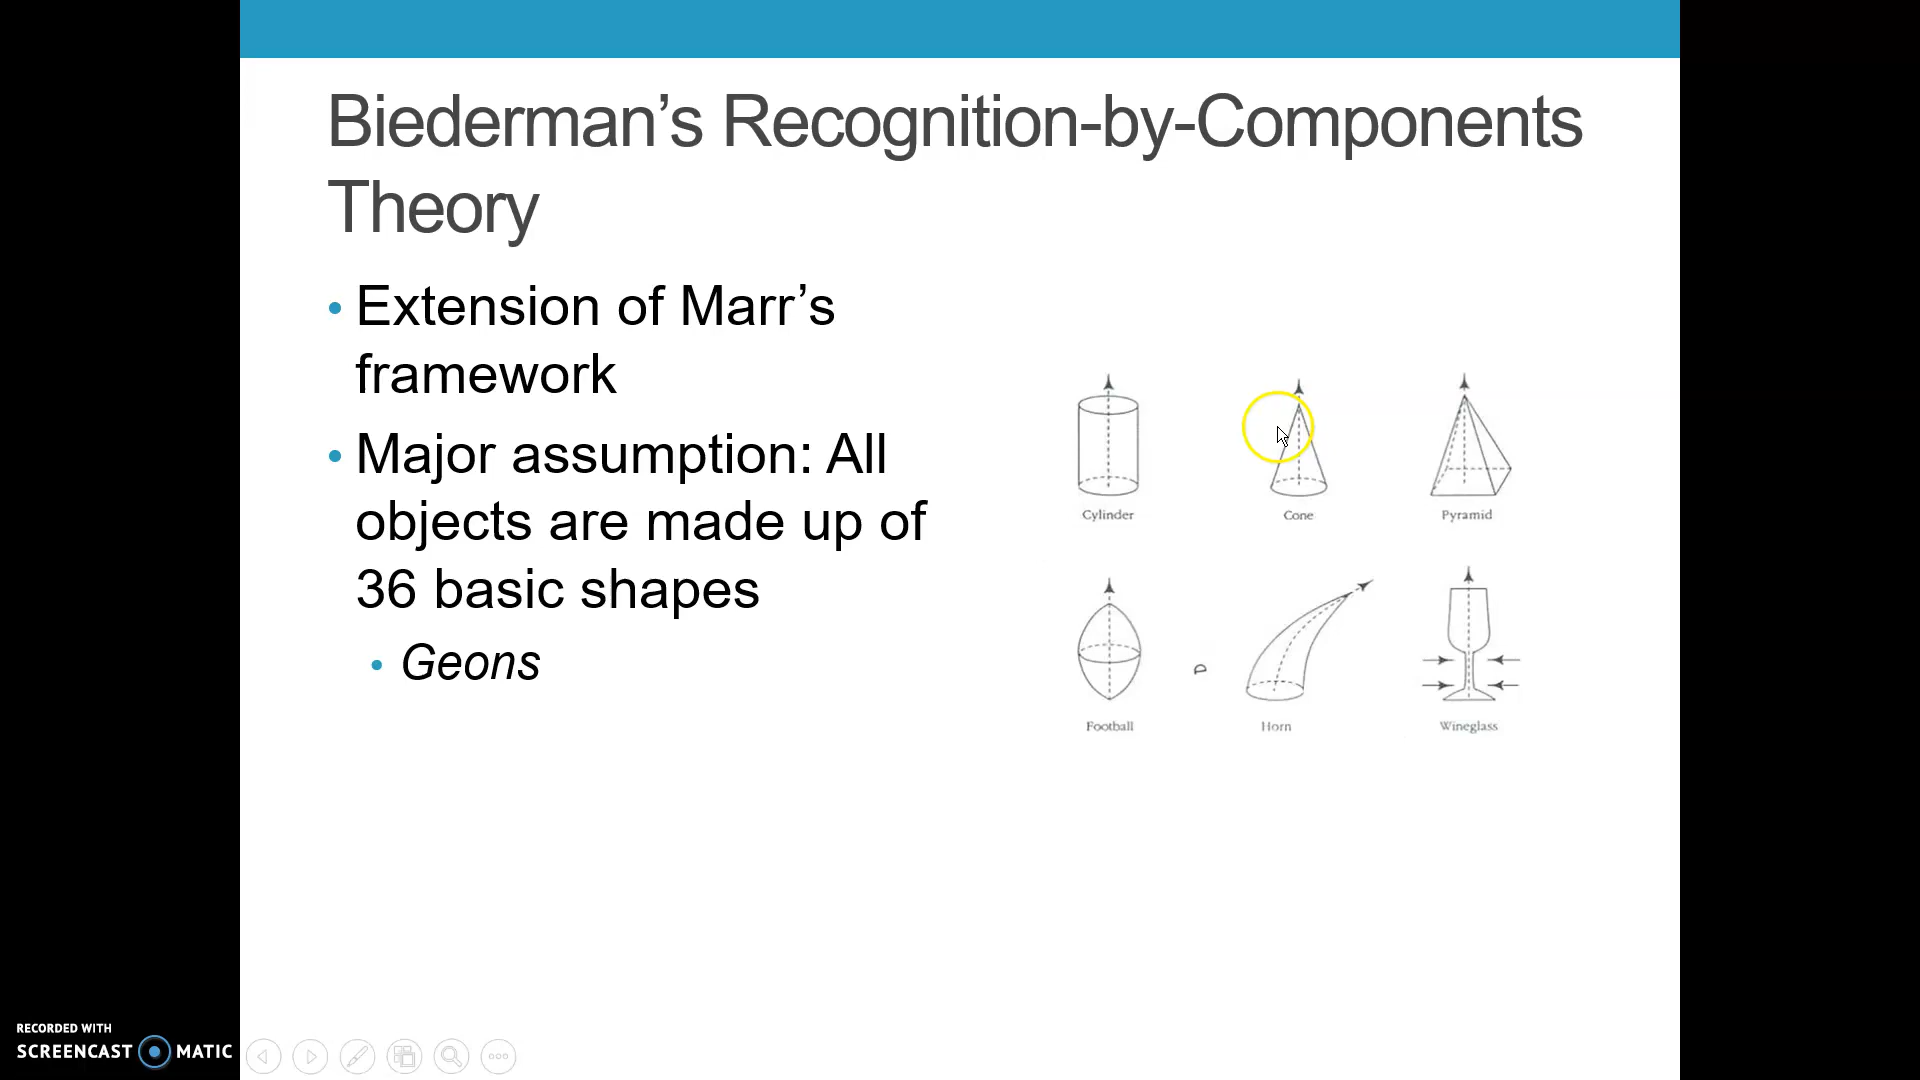 Biederman’s Recognition-by-Components
Theory
• Extension of Marr’s
framework
• Major assumption: All
objects are made up of
36 basic shapes
• Geons
Cylinder
Cone
Pyramid
Football
Horn
Wineglass
RECORDED WITH
SCREENCAST MATIC